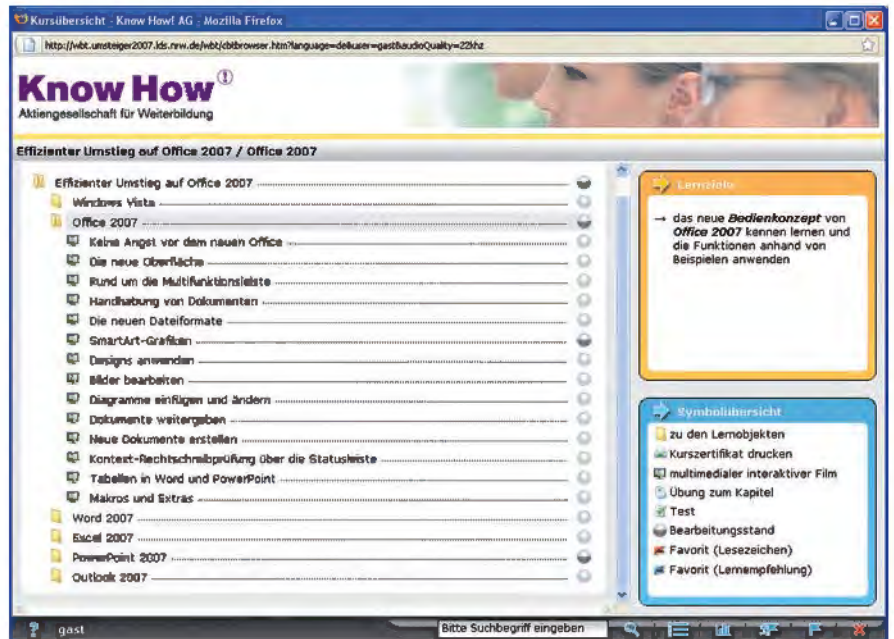 Kursübersicht - Know How! AG - Mozilla Firefox
http://wbt.umsteiger2007.lds.nrw.de/wbt/cbtbrowser.htm?language=de&user=gast&audioQuality=22khz
Know How!
Aktiengesellschaft für Weiterbildung
Effizienter Umstieg auf Office 2007 / Office 2007
Effizienter Umstieg auf Office 2007
Windows Vista
Office 2007
Keine Angst vor dem neuen Office
Die neue Oberfläche
Rund um die Multifunktionsleiste
Handhabung von Dokumenten
Die neuen Dateiformate
SmartArt-Grafiken
Designs anwenden
Bilder bearbeiten
Diagramme einfügen und ändern
Dokumente weitergeben
Neue Dokumente erstellen
Kontext-Rechtschreibprüfung über die Statusleiste
Tabellen in Word und PowerPoint
Makros und Extras
Word 2007
Excel 2007
PowerPoint 2007
Outlook 2007
Lernziele
→ das neue Bedienkonzept von
Office 2007 kennen lernen und
die Funktionen anhand von
Beispielen anwenden
Symbolübersicht
zu den Lernobjekten
Kurszertifikat drucken
multimedialer interaktiver Film
Übung zum Kapitel
Test
Bearbeitungsstand
Favorit (Lesezeichen)
Favorit (Lernempfehlung)
? gast
Bitte Suchbegriff eingeben